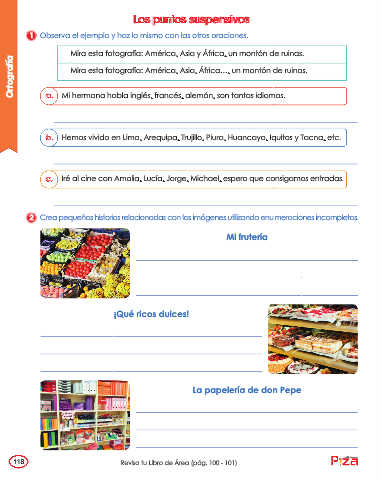 Los puntos suspensivos
Ortografía
1 Observa el ejemplo y haz lo mismo con las otras oraciones.
Mira esta fotografía: América, Asia y África, un montón de ruinas.
Mira esta fotografía: América, Asia, África..., un montón de ruinas.
a. Mi hermana habla inglés, francés, alemán, son tantos idiomas.
b. Hemos vivido en Lima, Arequipa, Trujillo, Piura, Huancayo, Iquitos y Tacna, etc.
c. Iré al cine con Amalia, Lucía, Jorge, Michael, espero que consigamos entradas.
2 Crea pequeñas historias relacionadas con las imágenes utilizando enu meraciones incompletas.
Mi frutería
¡Qué ricos dulces!
La papelería de don Pepe
118
Revisa tu Libro de Área (pág. 100 - 101)